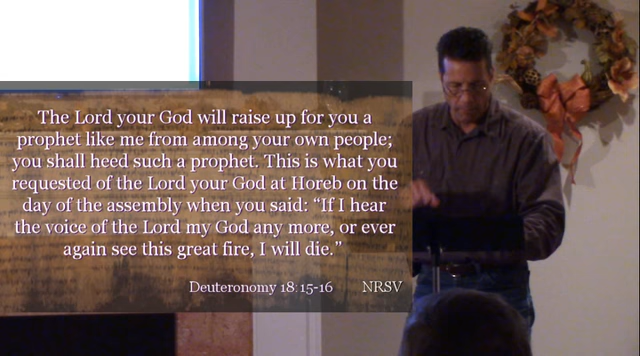 The Lord your God will raise up for you a
prophet like me from among your own people;
you shall heed such a prophet. This is what you
requested of the Lord your God at Horeb on the
day of the assembly when you said: “If I hear
the voice of the Lord my God any more, or ever
again see this great fire, I will die.”
Deuteronomy 18:15-16 NRSV